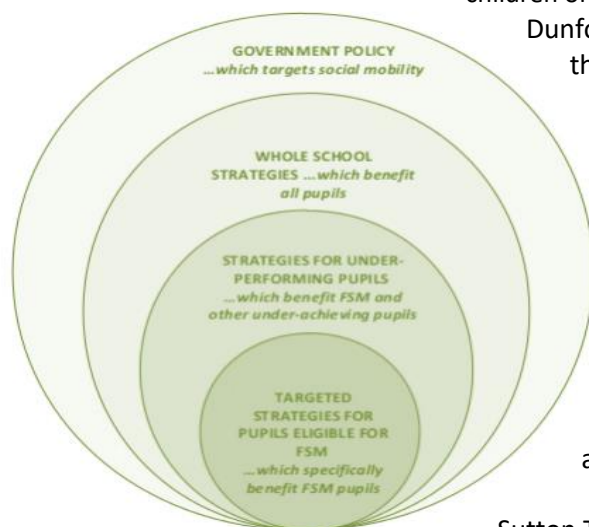 children of
Dunfo
th
GOVERNMENT POLICY
...which targets social mobility
WHOLE SCHOOL
STRATEGIES ...which benefit
all pupils
STRATEGIES FOR UNDER-
PERFORMING PUPILS
...which benefit FSM and
other under-achieving pupils
TARGETED
STRATEGIES FOR
PUPILS ELIGIBLE FOR
FSM
...which specifically
benefit FSM pupils
a